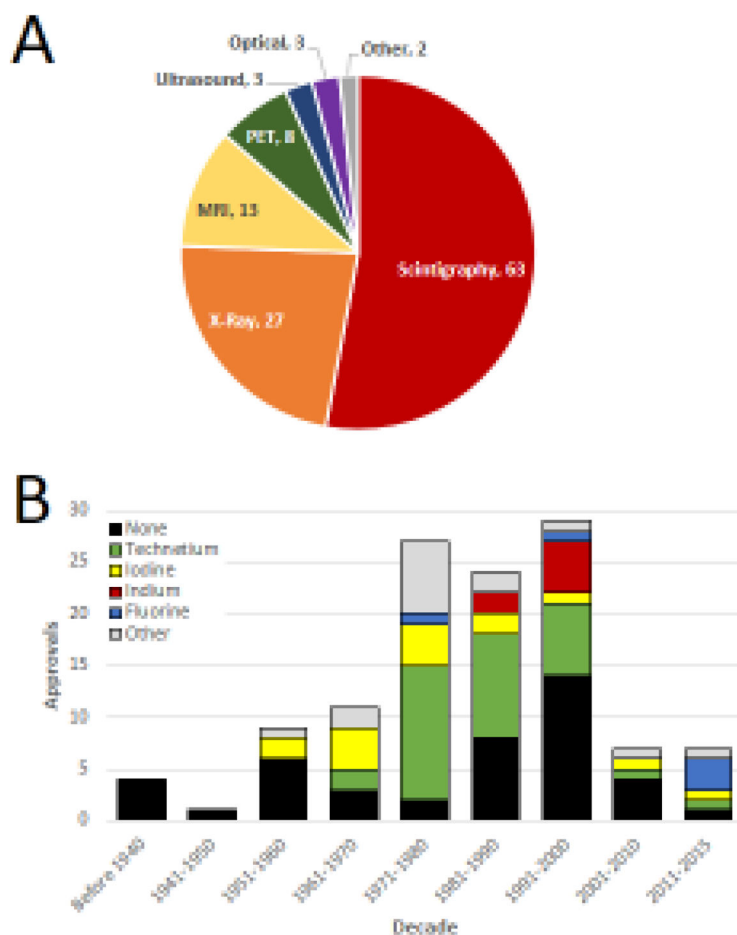 A
Optical, 3
Other, 2
Ultrasound, 3
PET, 8
MRI, 13
Scintigraphy, 63
X-Ray, 27
B
30
25
20
15
10
5
0
Approvals
None
Technetium
Iodine
Indium
Fluorine
Other
Before 1940
1941-1950
1951-1960
1961-1970
1971-1980
1981-1990
1991-2000
2001-2010
Decade